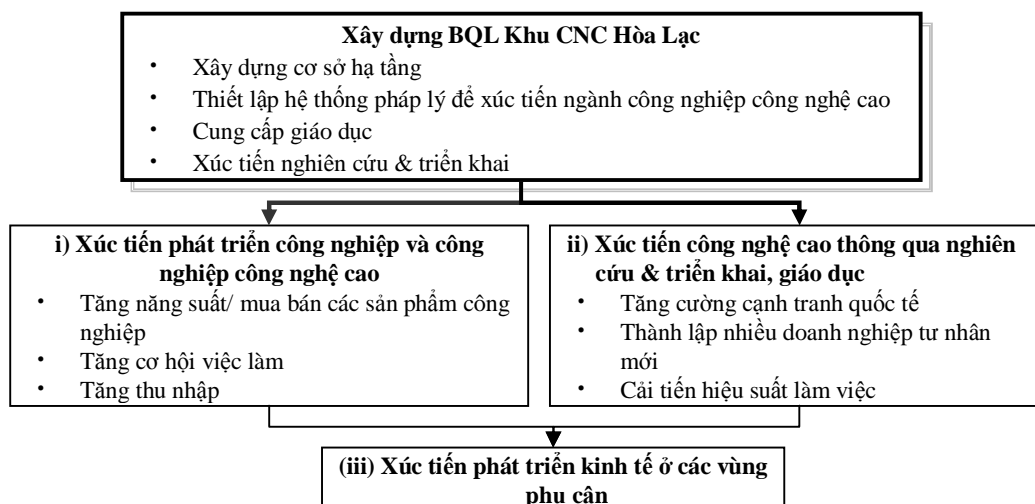 Xây dựng BQL Khu CNC Hòa Lạc
• Xây dựng cơ sở hạ tầng
• Thiết lập hệ thống pháp lý để xúc tiến ngành công nghiệp công nghệ cao
• Cung cấp giáo dục
• Xúc tiến nghiên cứu & triển khai
i) Xúc tiến phát triển công nghiệp và công
nghiệp công nghệ cao
• Tăng năng suất/ mua bán các sản phẩm công
nghiệp
• Tăng cơ hội việc làm
• Tăng thu nhập
ii) Xúc tiến công nghệ cao thông qua nghiên
cứu & triển khai, giáo dục
• Tăng cường cạnh tranh quốc tế
• Thành lập nhiều doanh nghiệp tư nhân
mới
• Cải tiến hiệu suất làm việc
(iii) Xúc tiến phát triển kinh tế ở các vùng
phụ cận